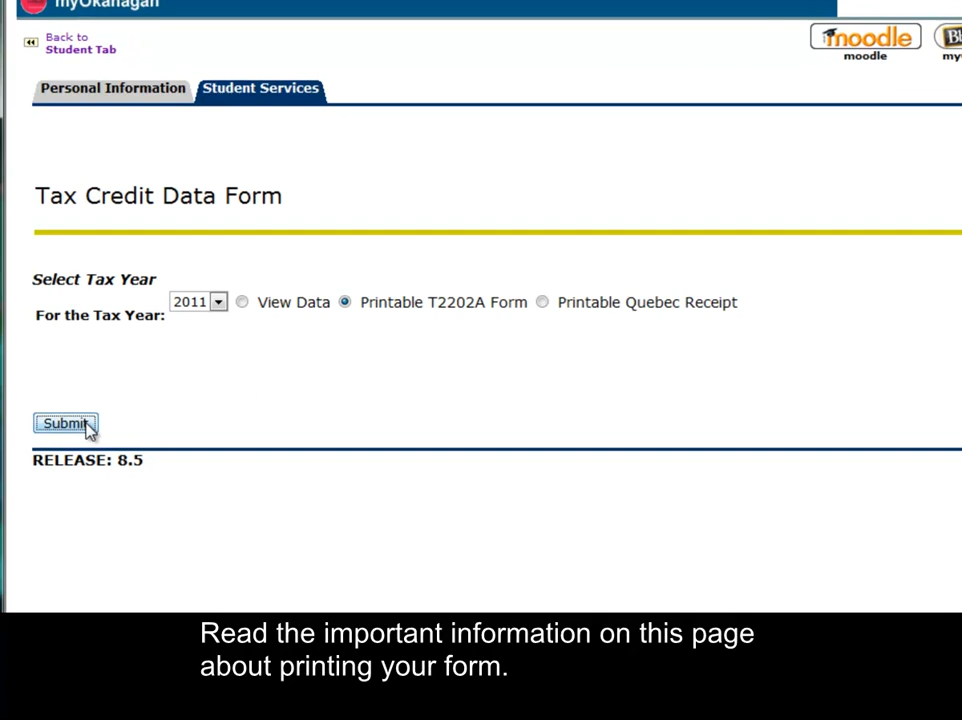 myOkanagan
Back to
Student Tab
moodle
moodle
Personal Information
Student Services
Tax Credit Data Form
Select Tax Year
For the Tax Year:
2011
View Data
Printable T2202A Form
Printable Quebec Receipt
Submit
RELEASE: 8.5
Read the important information on this page
about printing your form.